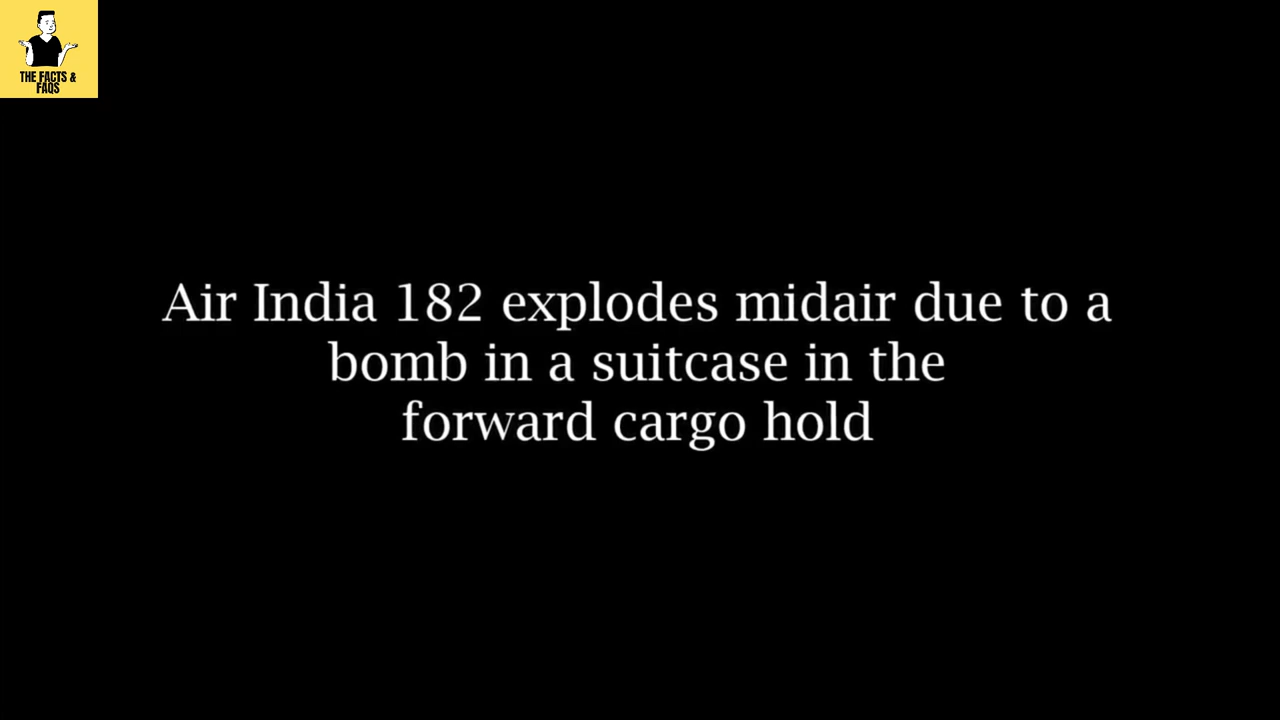 THE FACTS &
FAQS
Air India 182 explodes midair due to a
bomb in a suitcase in the
forward cargo hold